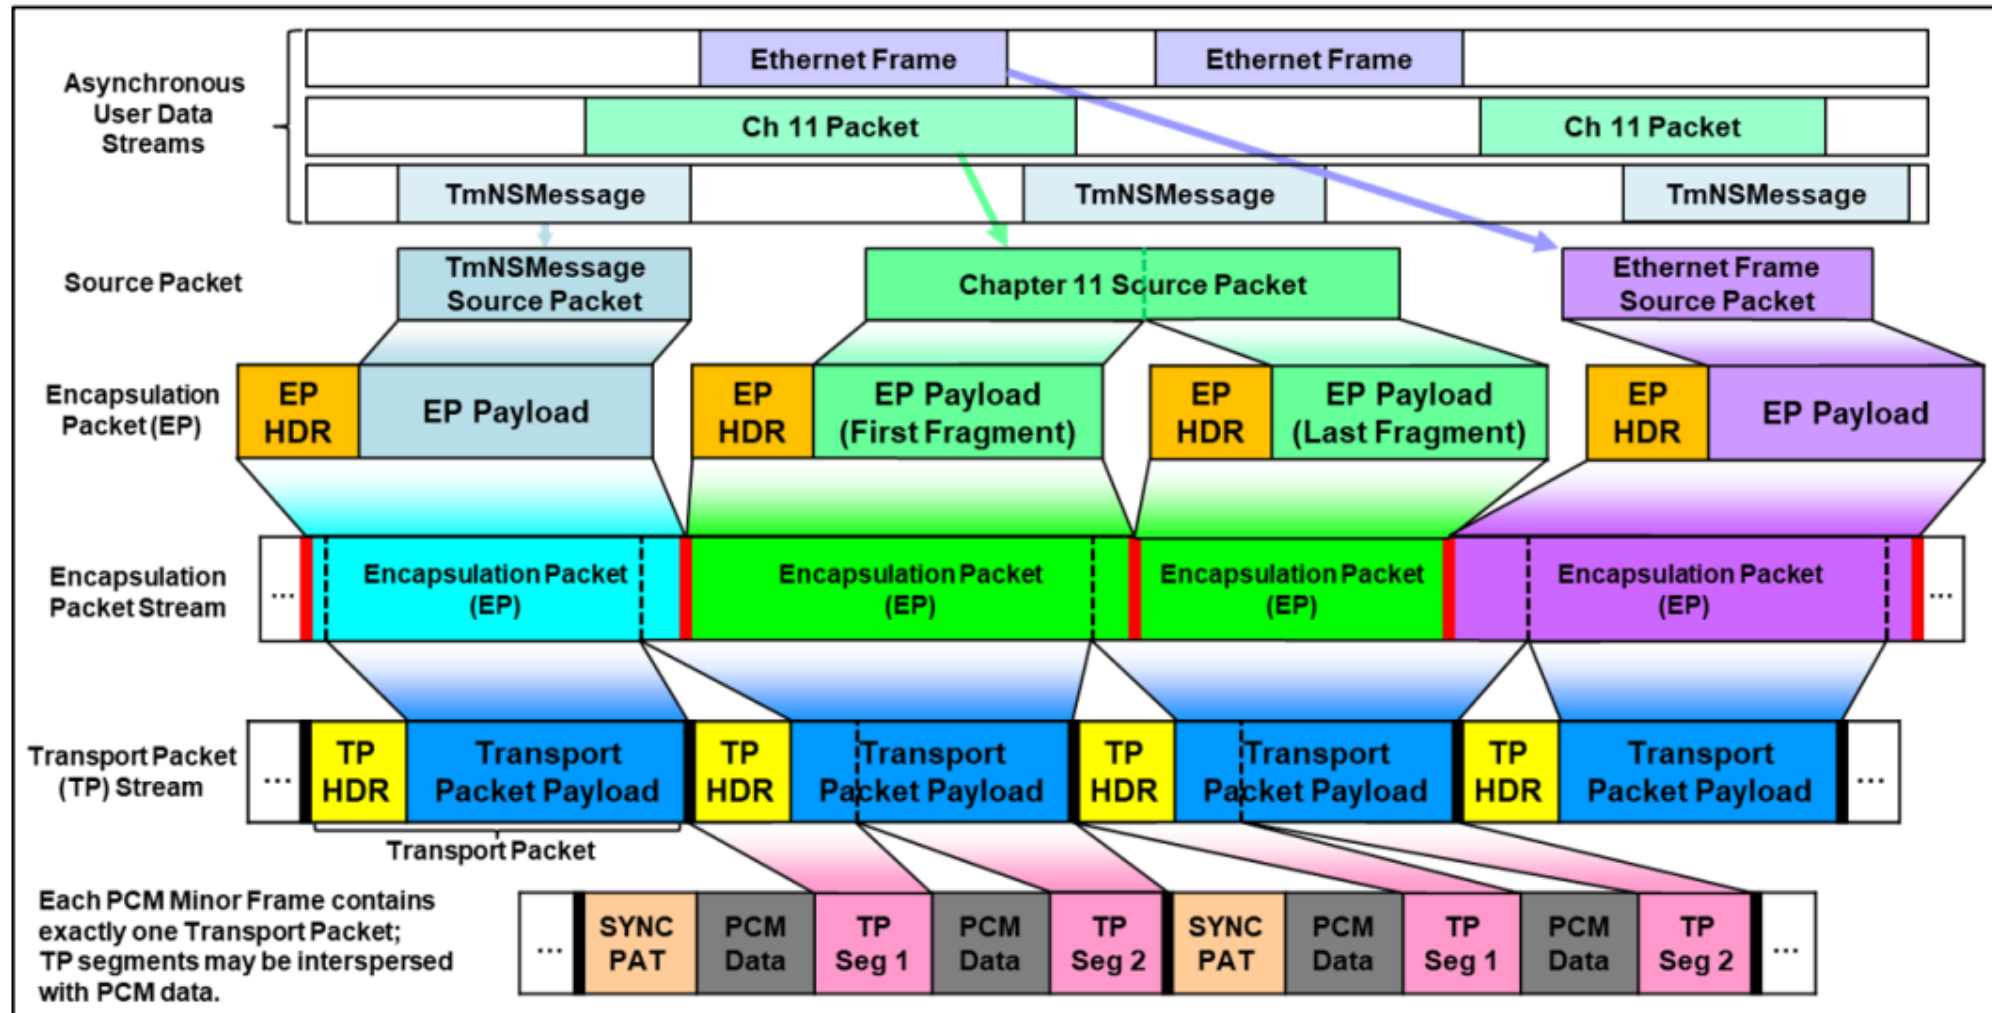 Asynchronous
User Data
Streams
Ethernet Frame
Ethernet Frame
Ch 11 Packet
Ch 11 Packet
TmNSMessage
TmNSMessage
TmNSMessage
Source Packet
TmNSMessage
Source Packet
Chapter 11 Source Packet
Ethernet Frame
Source Packet
Encapsulation
Packet (EP)
EP
HDR
EP Payload
EP
HDR
EP Payload
(First Fragment)
EP
HDR
EP Payload
(Last Fragment)
EP
HDR
EP Payload
Encapsulation
Packet Stream
...
Encapsulation Packet
(EP)
Encapsulation Packet
(EP)
Encapsulation Packet
(EP)
Encapsulation Packet
(EP)
...
Transport Packet
(TP) Stream
...
TP
HDR
Transport
Packet Payload
TP
HDR
Transport
Packet Payload
TP
HDR
Transport
Packet Payload
TP
HDR
Transport
Packet Payload
...
Transport Packet
Each PCM Minor Frame contains
exactly one Transport Packet;
TP segments may be interspersed
with PCM data.
...
SYNC
PAT
PCM
Data
TP
Seg 1
PCM
Data
TP
Seg 2
SYNC
PAT
PCM
Data
TP
Seg 1
PCM
Data
TP
Seg 2
...